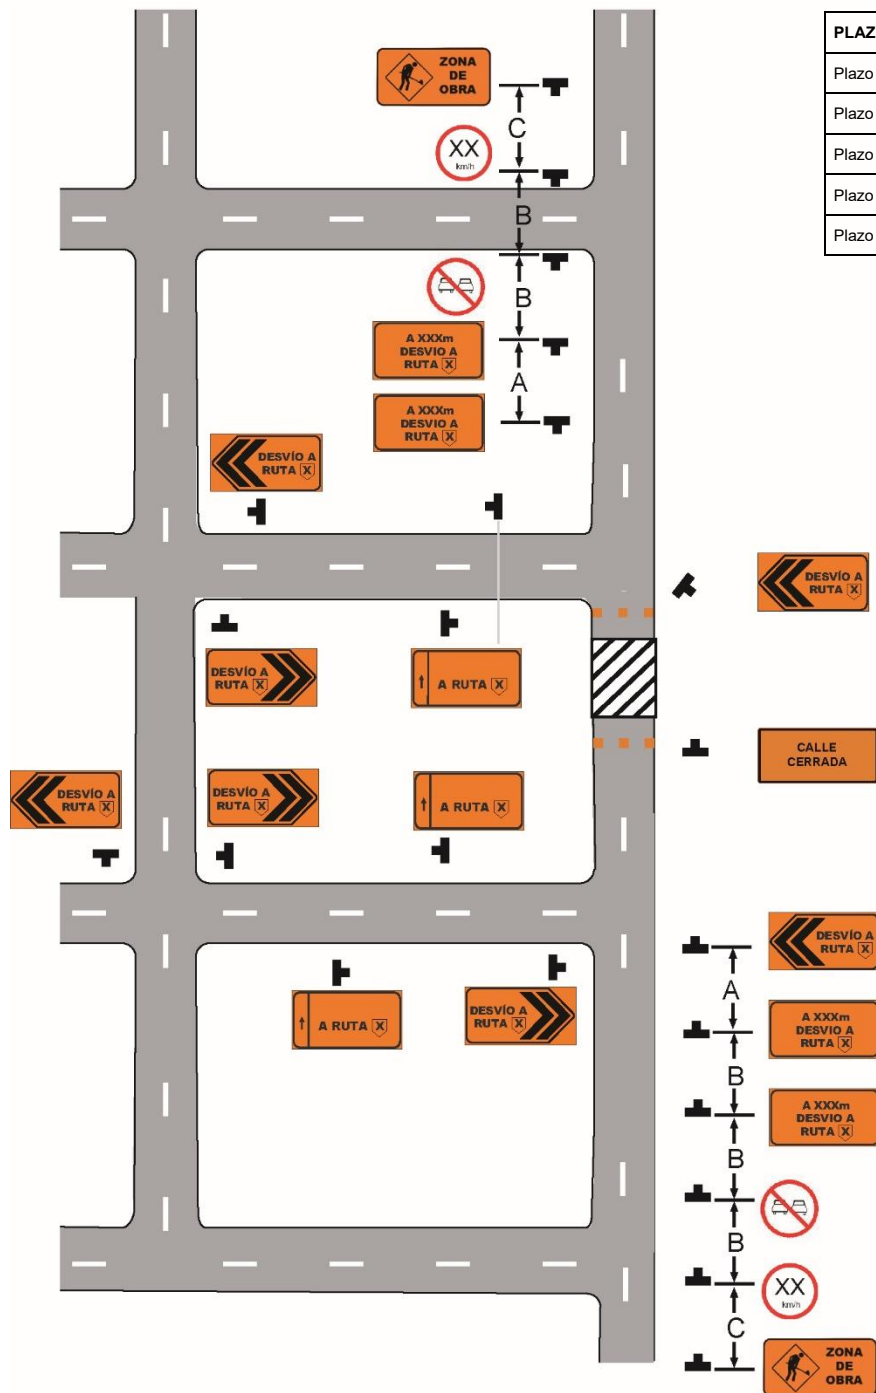 PLAZ
Plazo
Plazo
Plazo
Plazo
Plazo
ZONA
DE
OBRA
C
XX
km/h
B
B
A XXXm
DESVIO A
RUTA X
A
A XXXm
DESVIO A
RUTA X
DESVÍO A
RUTA X
DESVÍO A
RUTA X
DESVÍO A
RUTA X
A RUTA X
CALLE
CERRADA
DESVÍO A
RUTA X
DESVÍO A
RUTA X
A RUTA X
DESVÍO A
RUTA X
A
A RUTA X
DESVÍO A
RUTA X
A XXXm
DESVIO A
RUTA X
B
A XXXm
DESVIO A
RUTA X
B
B
XX
km/h
C
ZONA
DE
OBRA